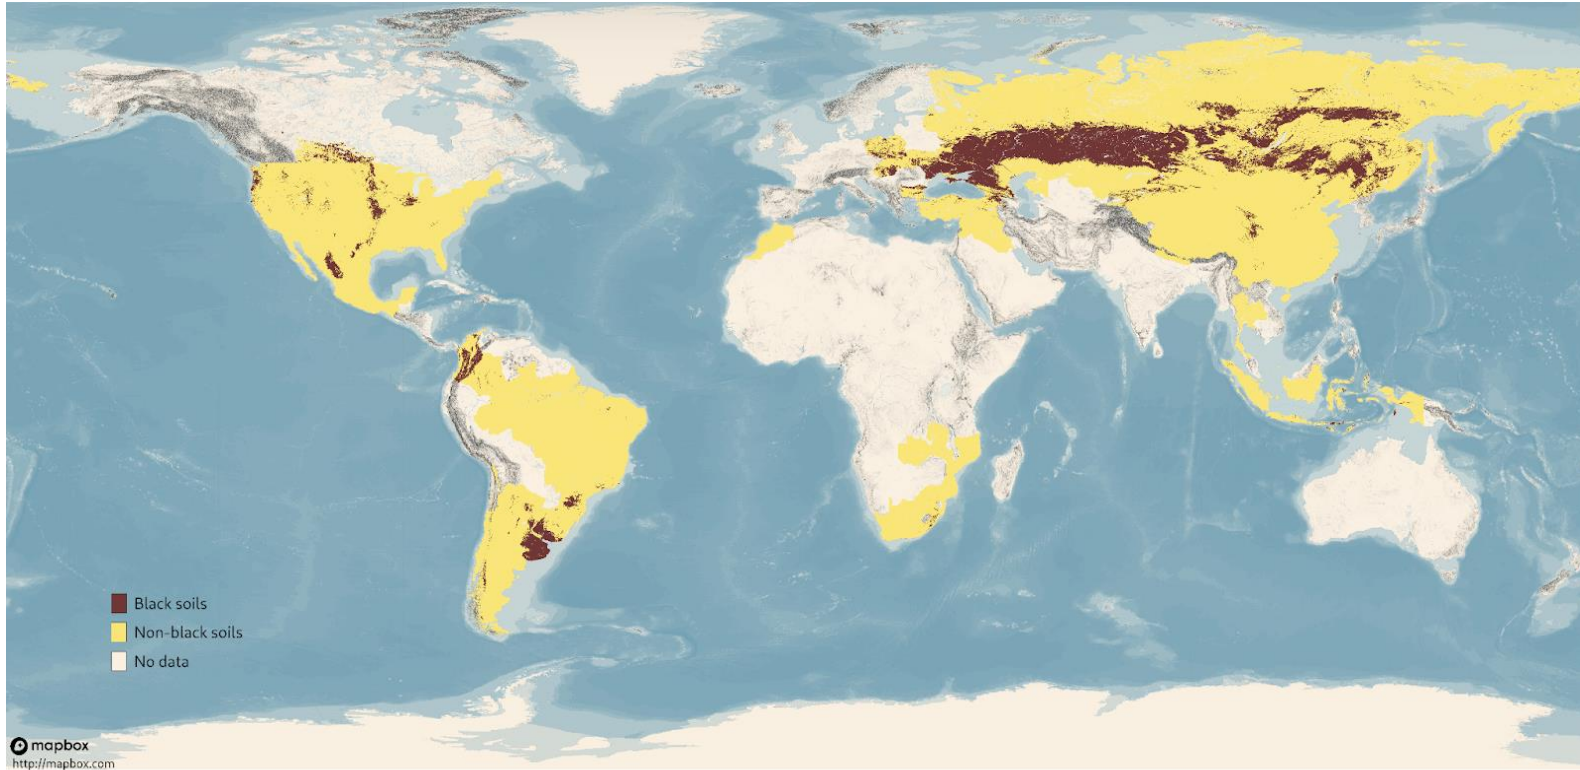 Black soils
Non-black soils
No data
mapbox
http://mapbox.com